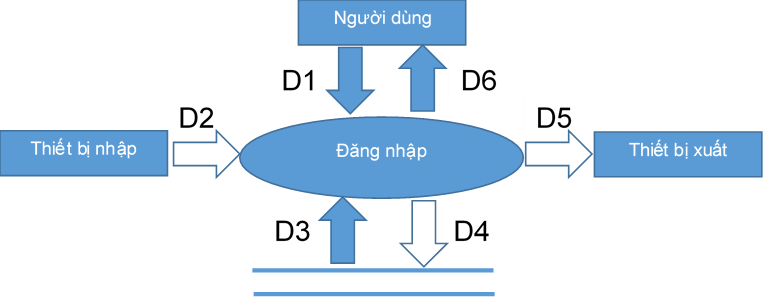 Người dùng
D1
D6
D2
D5
Thiết bị nhập
Đăng nhập
Thiết bị xuất
D3
D4